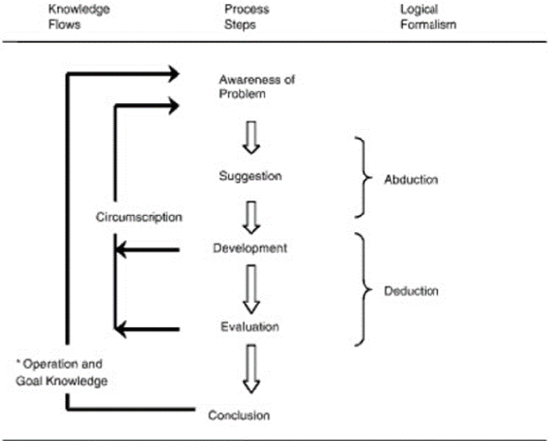 Knowledge
Flows
Process
Steps
Logical
Formalism
Awareness of
Problem
Suggestion
Abduction
Circumscription
Development
Deduction
Evaluation
* Operation and
Goal Knowledge
Conclusion